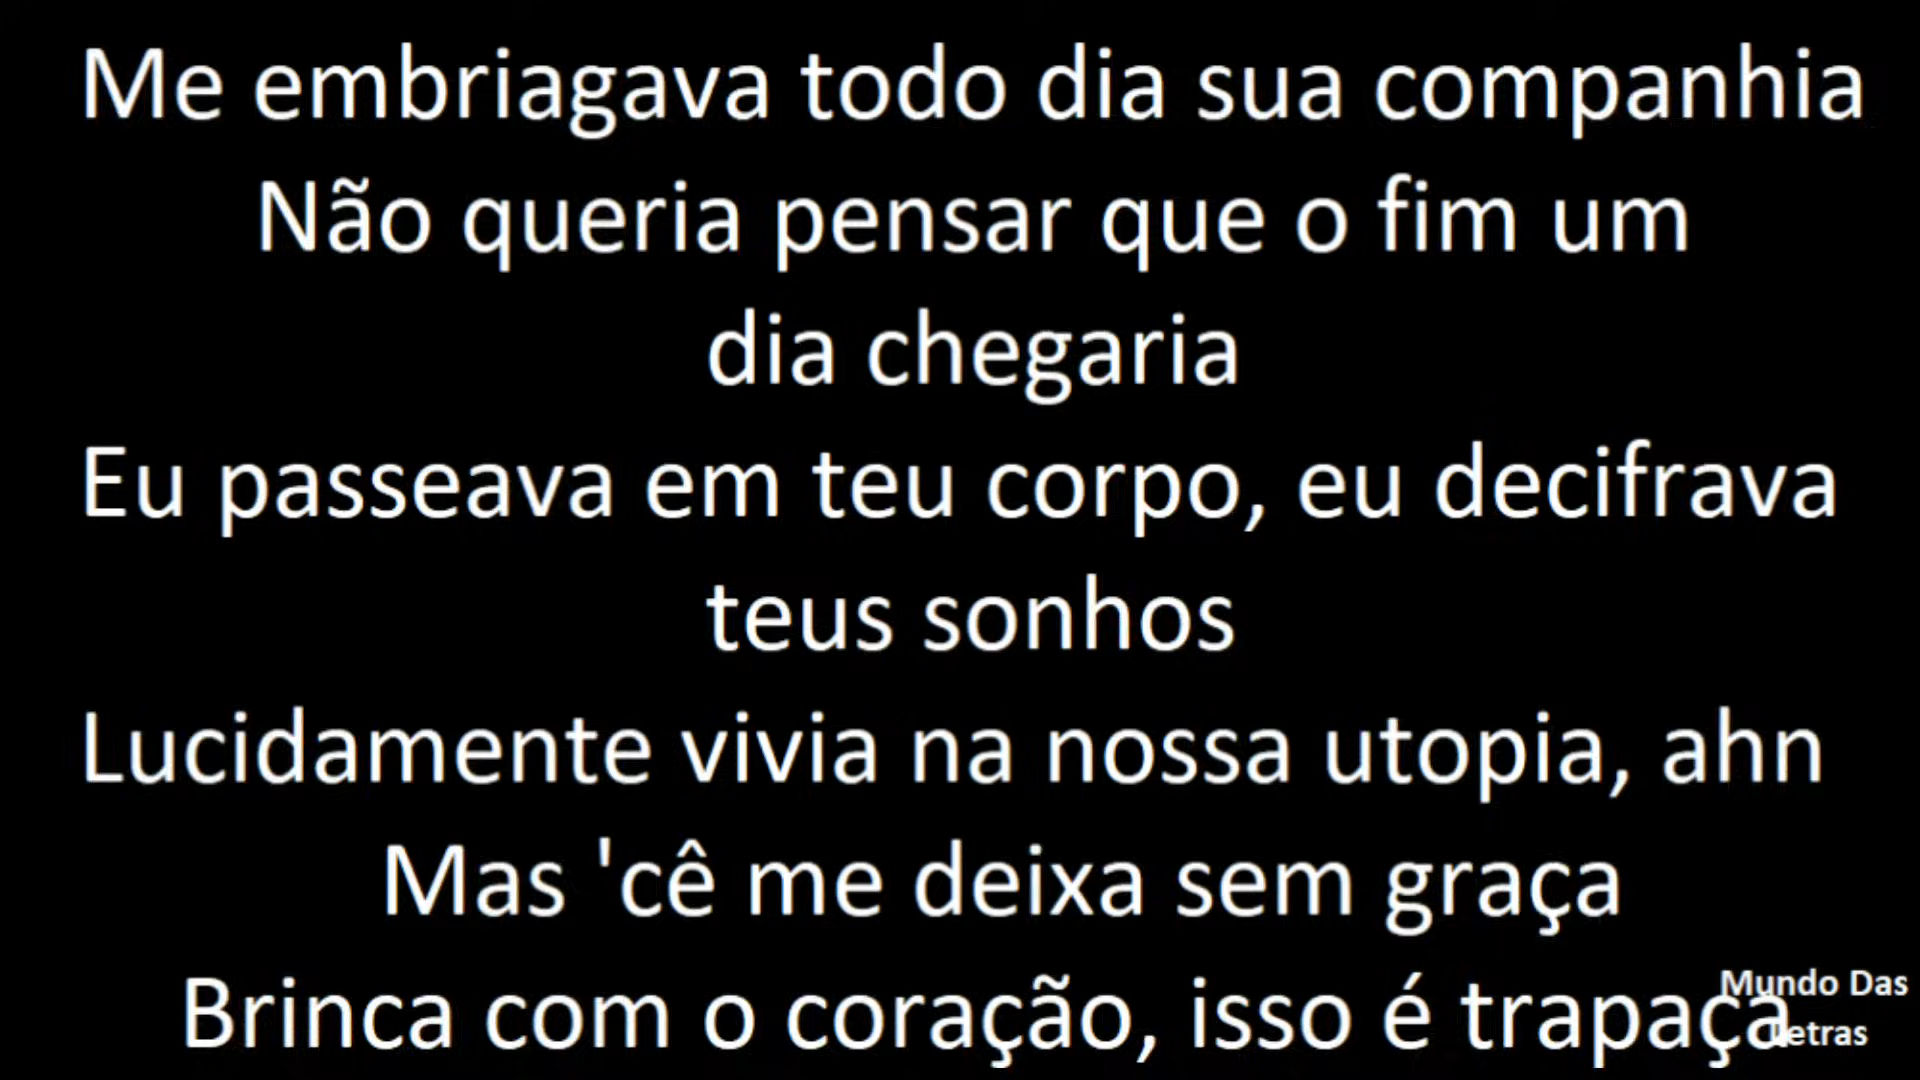 Me embriagava todo dia sua companhia
Não queria pensar que o fim um
dia chegaria
Eu passeava em teu corpo, eu decifrava
teus sonhos
Lucidamente vivia na nossa utopia, ahn
Mas 'cê me deixa sem graça
Brinca com o coração, isso é trapaça
Mundo Das
Letras